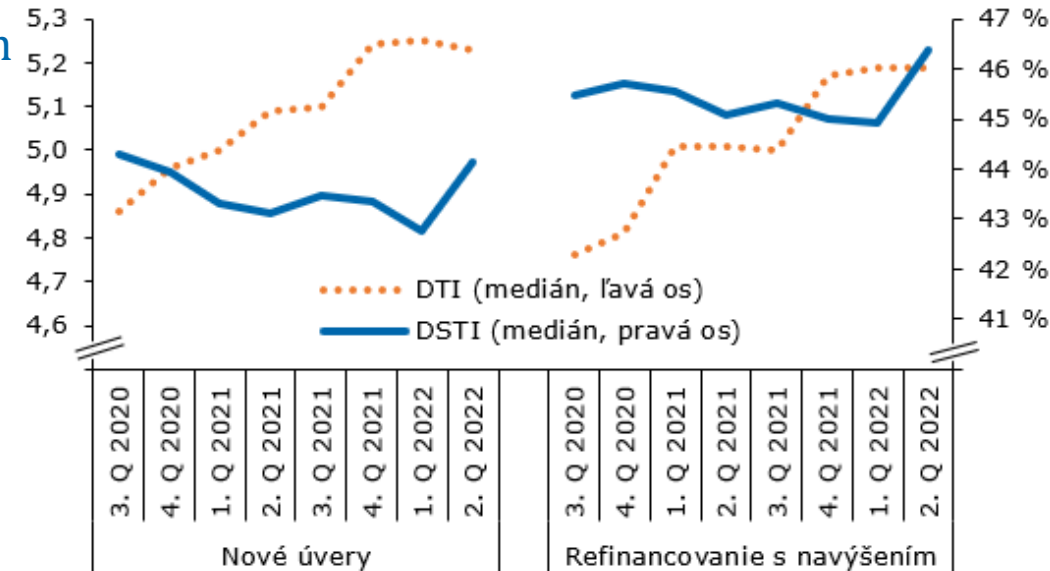 n
5,3
5,2
5,1
5,0
4,9
4,8
4,7
4,6
47 %
46 %
45 %
44 %
43 %
42 %
41 %
DTI (medián, ľavá os)
DSTI (medián, pravá os)
3. Q 2020
4. Q 2020
1. Q 2021
2. Q 2021
3. Q 2021
4. Q 2021
1. Q 2022
2. Q 2022
3. Q 2020
4. Q 2020
1. Q 2021
2. Q 2021
3. Q 2021
4. Q 2021
1. Q 2022
2. Q 2022
Nové úvery
Refinancovanie s navýšením